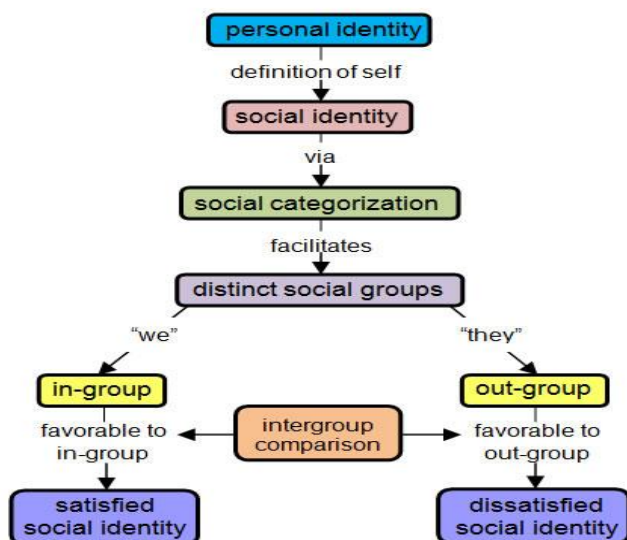 personal identity
definition of self
social identity
via
social categorization
facilitates
distinct social groups
“we”
“they”
in-group
out-group
favorable to
in-group
intergroup
comparison
favorable to
out-group
satisfied
social identity
dissatisfied
social identity